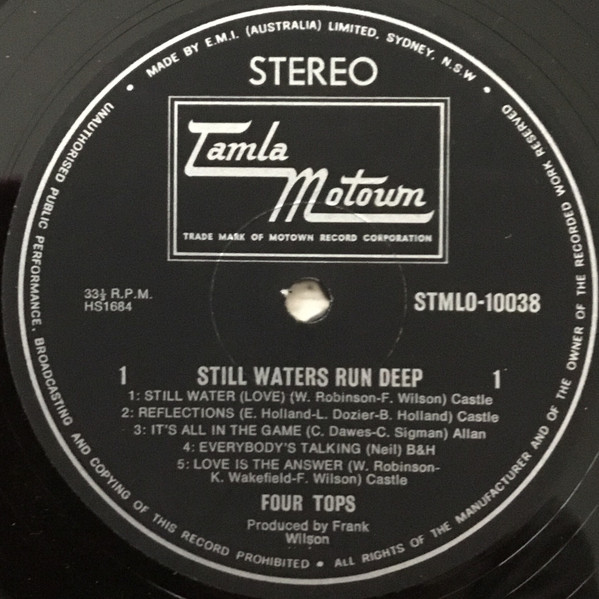 MADE BY E.M.I. (AUSTRALIA) LIMITED, SYDNEY, N.S.W •
STEREO
Tamla
Motown
TRADE MARK OF MOTOWN RECORD CORPORATION
33⅓ R.P.M.
HS1684
STMLO-10038
1 STILL WATERS RUN DEEP 1
1: STILL WATER (LOVE) (W. Robinson-F. Wilson) Castle
2: REFLECTIONS (E. Holland-L. Dozier-B. Holland) Castle
3: IT'S ALL IN THE GAME (C. Dawes-C. Sigman) Allan
4: EVERYBODY'S TALKING (Neil) B&H
5: LOVE IS THE ANSWER (W. Robinson-
K. Wakefield-F. Wilson) Castle
FOUR TOPS
Produced by Frank
Wilson
UNAUTHORISED PUBLIC PERFORMANCE, BROADCASTING AND COPYING OF THIS RECORD PROHIBITED • ALL RIGHTS OF THE MANUFACTURER AND OF THE OWNER OF THE RECORDED WORK RESERVED •